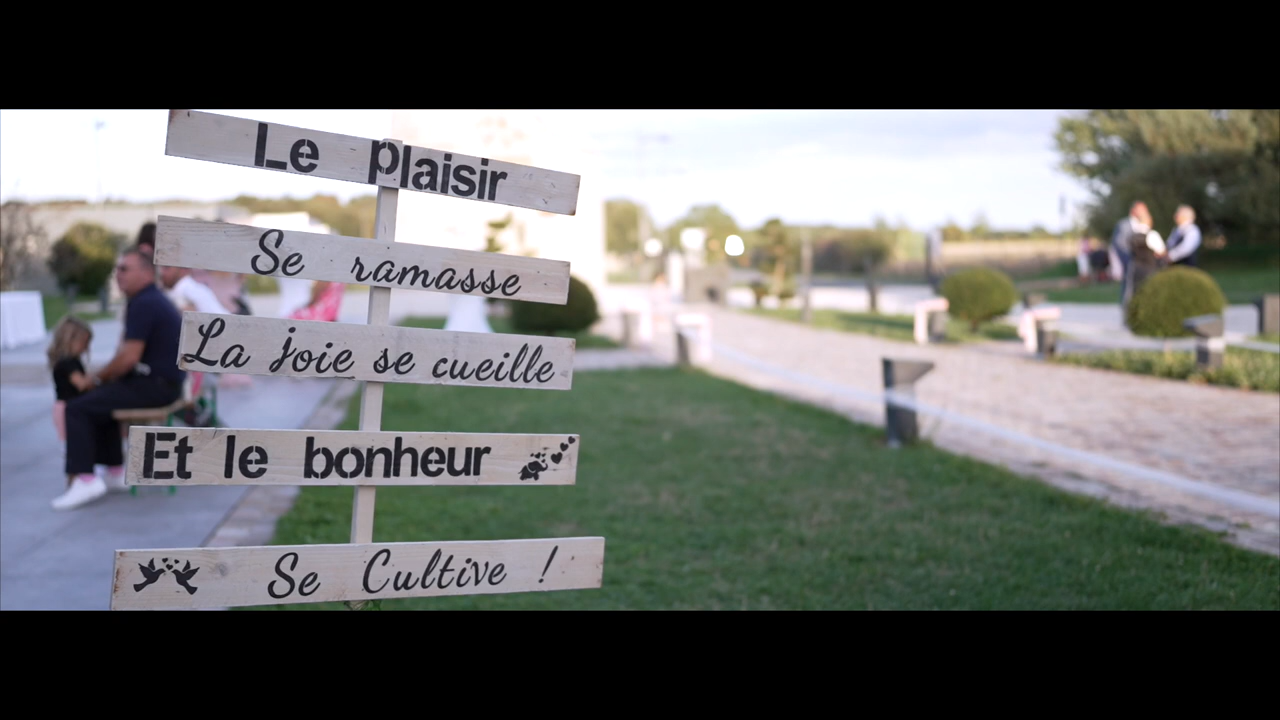 Le plaisir
Se ramasse
La joie se cueille
Et le bonheur
Se Cultive !